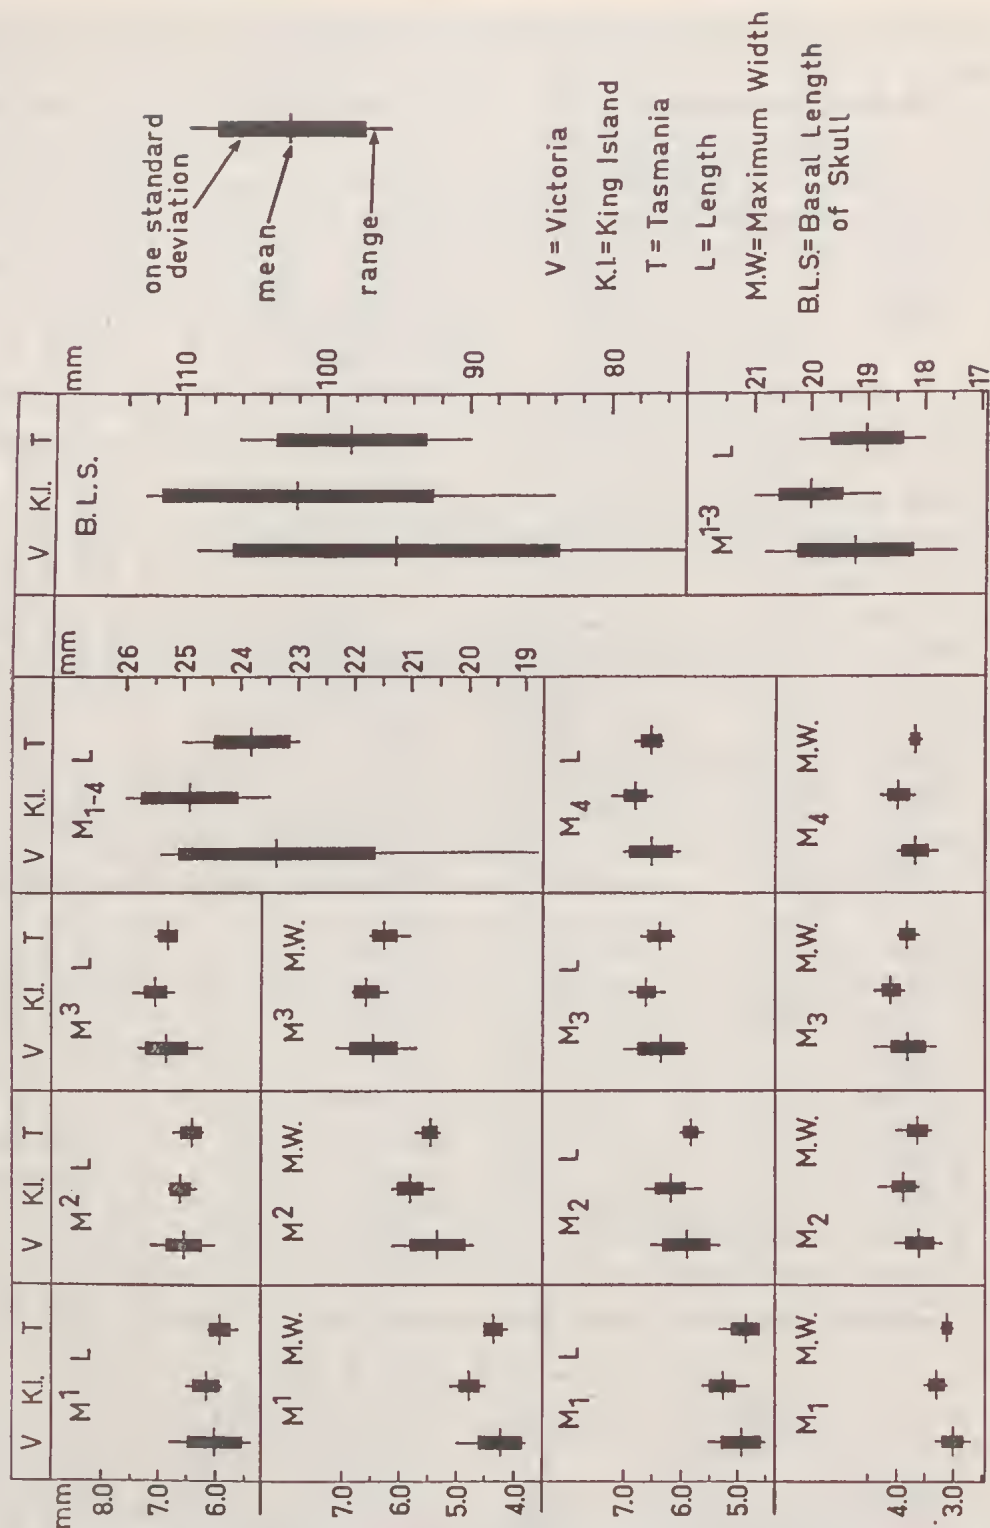 V K.I. T
V K.I. T
V K.I. T
V K.I. T
V K.I. T
mm
M¹ L
M² L
M³ L
M₁₋₄ L
mm
B.L.S.
mm
8.0
7.0
6.0
M¹ M.W.
M² M.W.
M³ M.W.
6.0
5.0
4.0
26
25
24
23
22
21
20
19
110
100
90
80
M₁ L
M₂ L
M₃ L
M₄ L
7.0
6.0
5.0
M¹⁻³ L
21
20
19
18
17
M₁ M.W.
M₂ M.W.
M₃ M.W.
M₄ M.W.
4.0
3.0
one standard
deviation
mean
range
V = Victoria
K.I.= King Island
T = Tasmania
L = Length
M.W.= Maximum Width
B.L.S.= Basal Length
of Skull